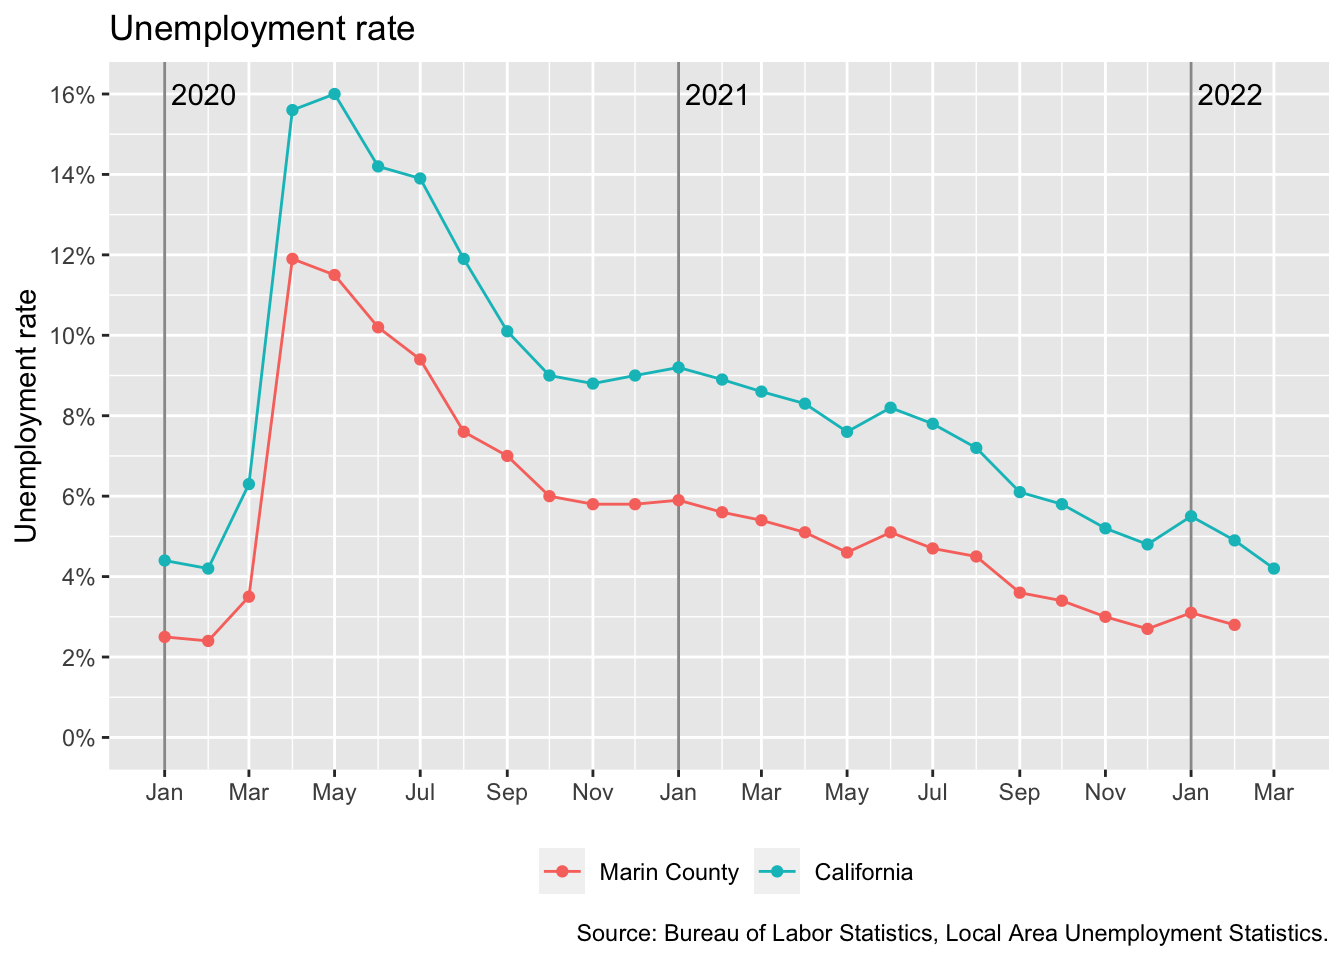 Unemployment rate
2020 2021 2022
16%
14%
12%
10%
8%
6%
4%
2%
0%
Unemployment rate
Jan Mar May Jul Sep Nov Jan Mar May Jul Sep Nov Jan Mar
Marin County California
Source: Bureau of Labor Statistics, Local Area Unemployment Statistics.